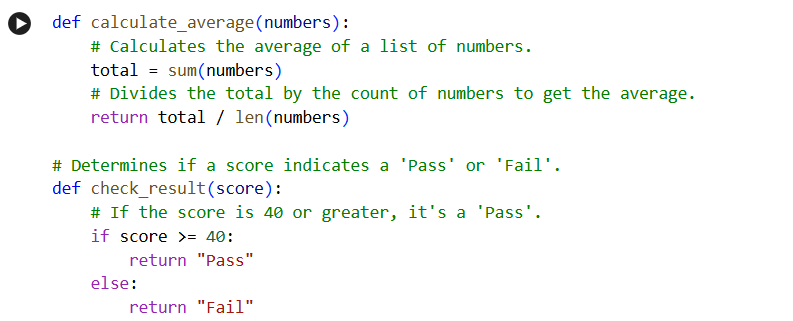 def calculate_average(numbers):
    # Calculates the average of a list of numbers.
    total = sum(numbers)
    # Divides the total by the count of numbers to get the average.
    return total / len(numbers)

# Determines if a score indicates a 'Pass' or 'Fail'.
def check_result(score):
    # If the score is 40 or greater, it's a 'Pass'.
    if score >= 40:
        return "Pass"
    else:
        return "Fail"